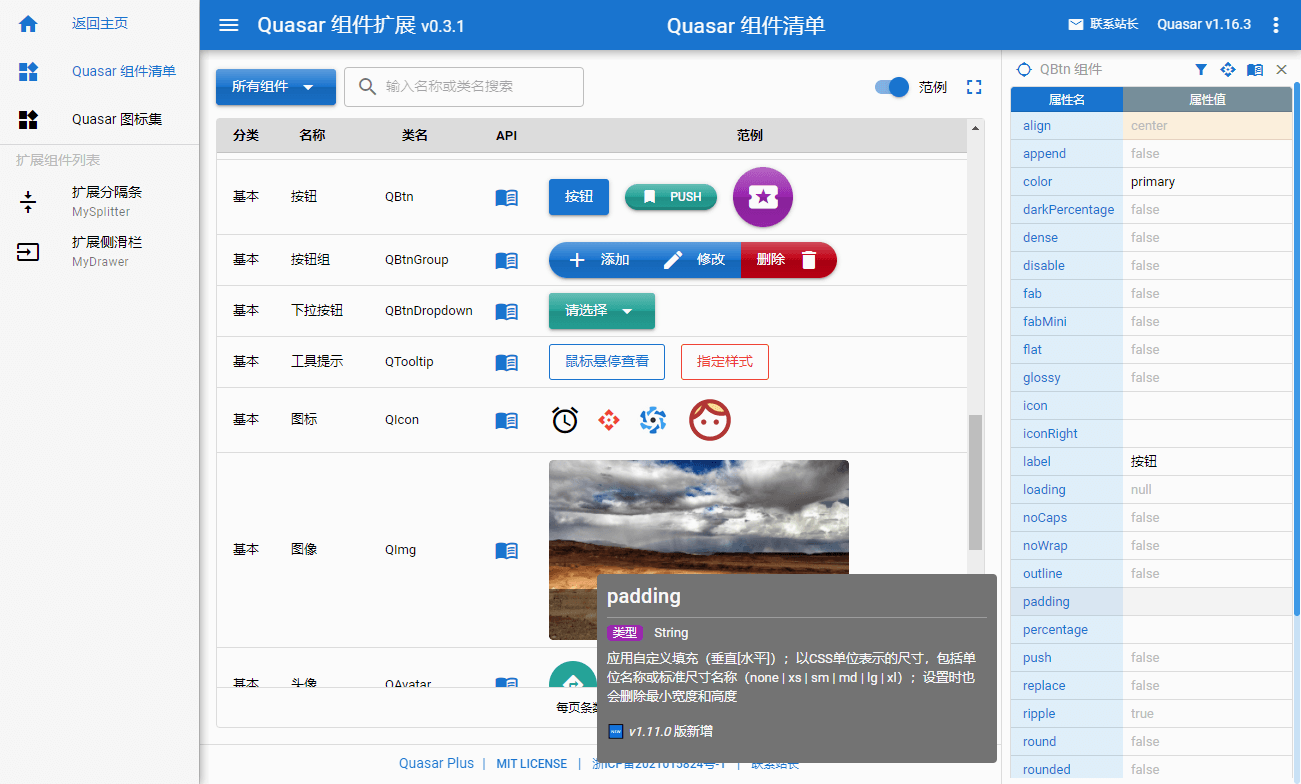 返回主页
Quasar 组件清单
Quasar 图标集
扩展组件列表
扩展分隔条
MySplitter
扩展侧滑栏
MyDrawer
Quasar 组件扩展 v0.3.1
Quasar 组件清单
联系站长
Quasar v1.16.3
所有组件
输入名称或类名搜索
范例
分类 名称 类名 API 范例
基本 按钮 QBtn 按钮 PUSH
基本 按钮组 QBtnGroup 添加 修改 删除
基本 下拉按钮 QBtnDropdown 请选择
基本 工具提示 QTooltip 鼠标悬停查看 指定样式
基本 图标 QIcon
基本 图像 QImg
基本 头像 QAvatar
每页条数
Quasar Plus | MIT LICENSE | 浙ICP备2021015824号-1 | 联系站长
padding
类型 String
应用自定义填充（垂直[水平]）；以CSS单位表示的尺寸，包括单
位名称或标准尺寸名称（none | xs | sm | md | lg | xl）；设置时也
会删除最小宽度和高度
NEW v1.11.0 版新增
QBtn 组件
属性名 属性值
align center
append false
color primary
darkPercentage false
dense false
disable false
fab false
fabMini false
flat false
glossy false
icon
iconRight
label 按钮
loading null
noCaps false
noWrap false
outline false
padding
percentage
push false
replace false
ripple true
round false
rounded false